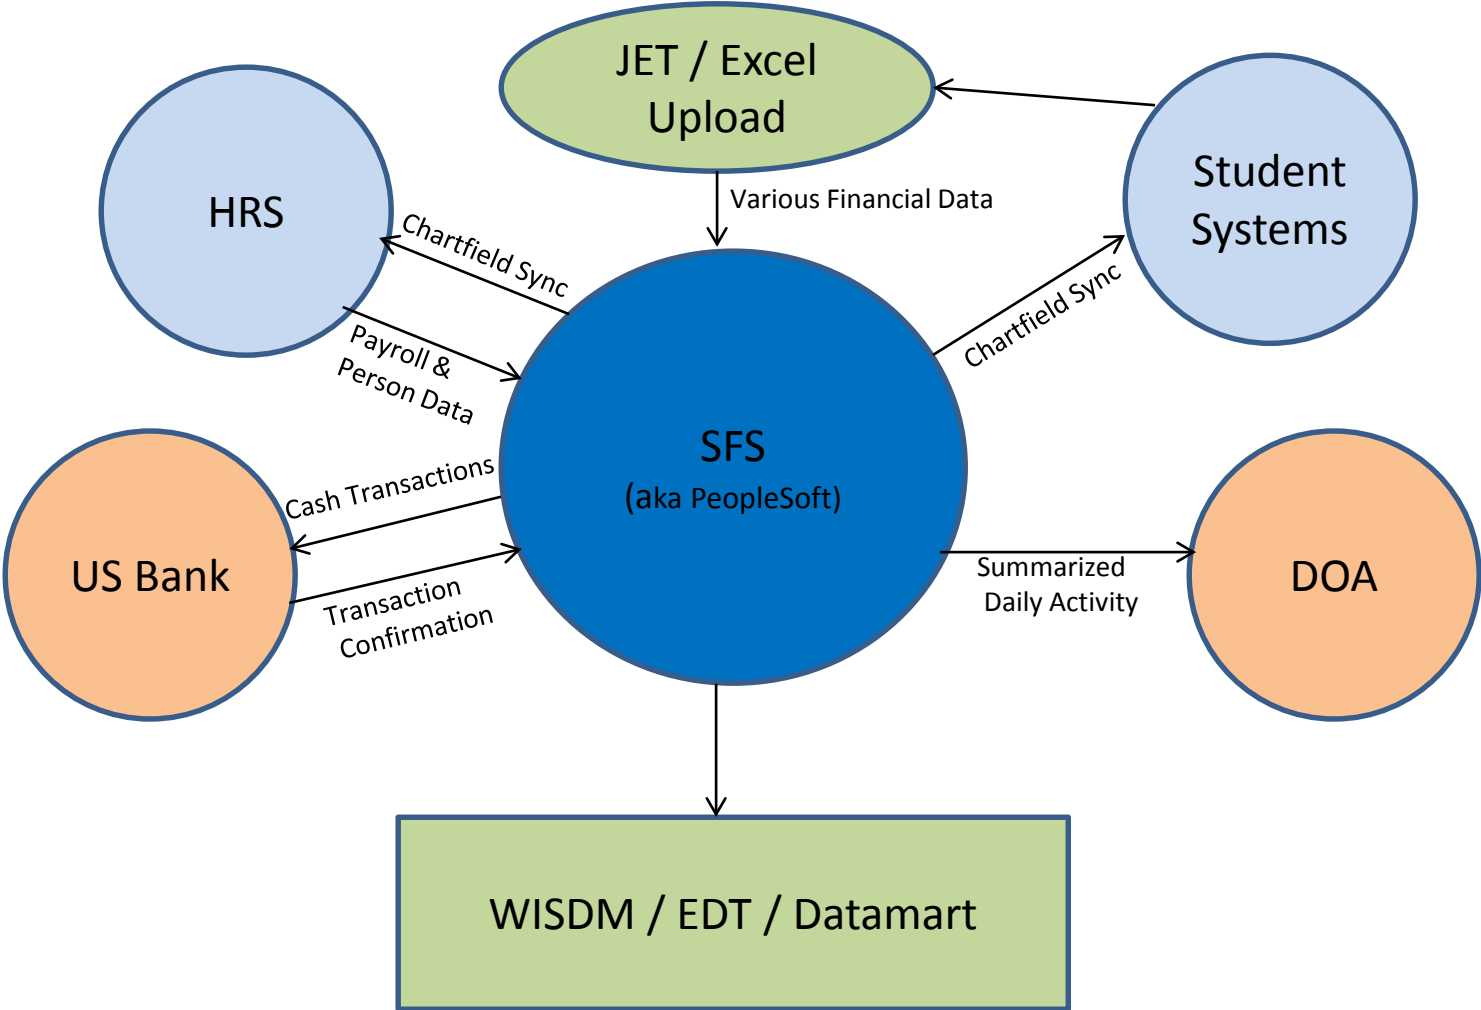 JET / Excel
Upload
Student
Systems
HRS
Various Financial Data
Chartfield Sync
Chartfield Sync
Payroll &
Person Data
SFS
(aka PeopleSoft)
Cash Transactions
US Bank
Transaction
Confirmation
Summarized
Daily Activity
DOA
WISDM / EDT / Datamart